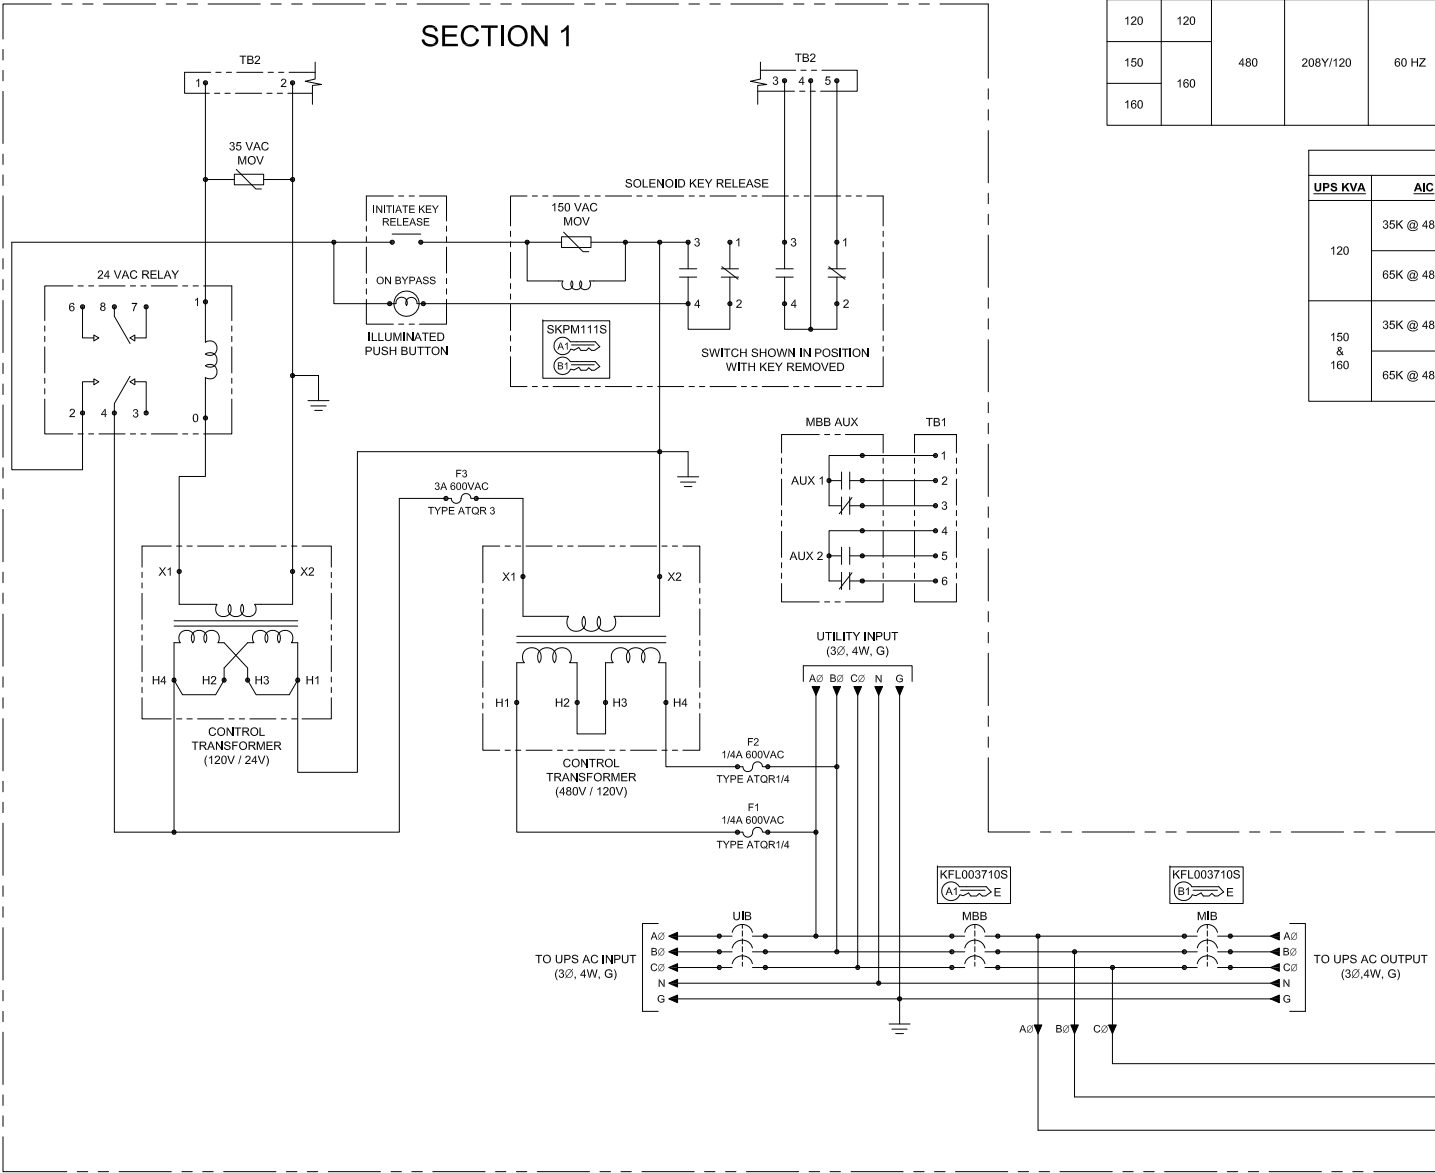 SECTION 1
TB2
1 2
TB2
3 4 5
35 VAC
MOV
120 120
150
160
160
480
208Y/120
60 HZ
UPS KVA AIC
120
35K @ 48
65K @ 48
150
&
160
35K @ 48
65K @ 48
SOLENOID KEY RELEASE
INITIATE KEY
RELEASE
150 VAC
MOV
ON BYPASS
ILLUMINATED
PUSH BUTTON
3 1 3 1
4 2 4 2
SKPM111S
A1
B1
SWITCH SHOWN IN POSITION
WITH KEY REMOVED
24 VAC RELAY
6 8 7 1
2 4 3 0
MBB AUX TB1
AUX 1
1
2
3
AUX 2
4
5
6
F3
3A 600VAC
TYPE ATQR 3
X1 X2
H4 H2 H3 H1
CONTROL
TRANSFORMER
(120V / 24V)
X1 X2
H1 H2 H3 H4
CONTROL
TRANSFORMER
(480V / 120V)
UTILITY INPUT
(3Ø, 4W, G)
AØ BØ CØ N G
F2
1/4A 600VAC
TYPE ATQR1/4
F1
1/4A 600VAC
TYPE ATQR1/4
KFL003710S
A1 E
KFL003710S
B1 E
UIB MBB MIB
TO UPS AC INPUT
(3Ø, 4W, G)
AØ
BØ
CØ
N
G
AØ
BØ
CØ
N
G
TO UPS AC OUTPUT
(3Ø,4W, G)
AØ BØ CØ